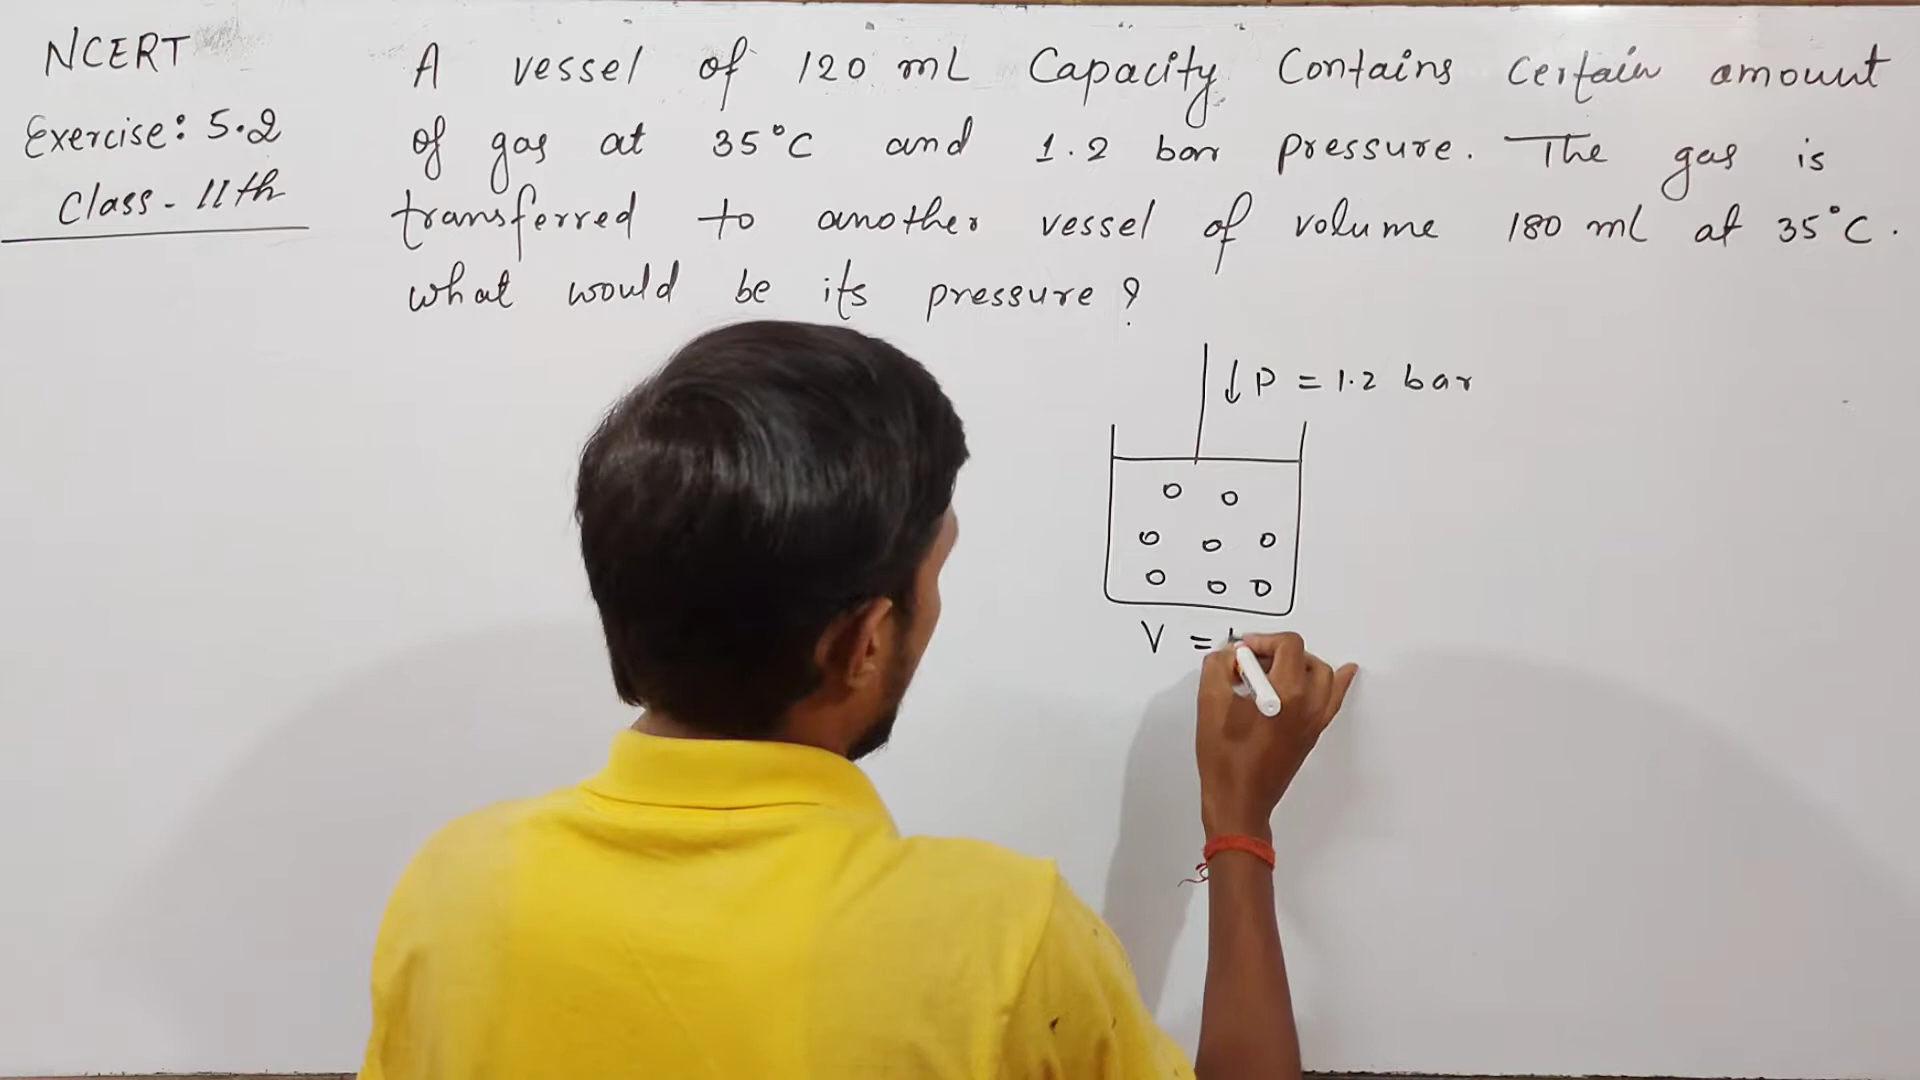 NCERT
Exercise: 5.2
Class - 11th
A vessel of 120 mL Capacity Contains Certain amount
of gas at 35°C and 1.2 bar pressure. The gas is
transferred to another vessel of volume 180 mL at 35°C.
what would be its pressure?
↓ P = 1.2 bar
V =